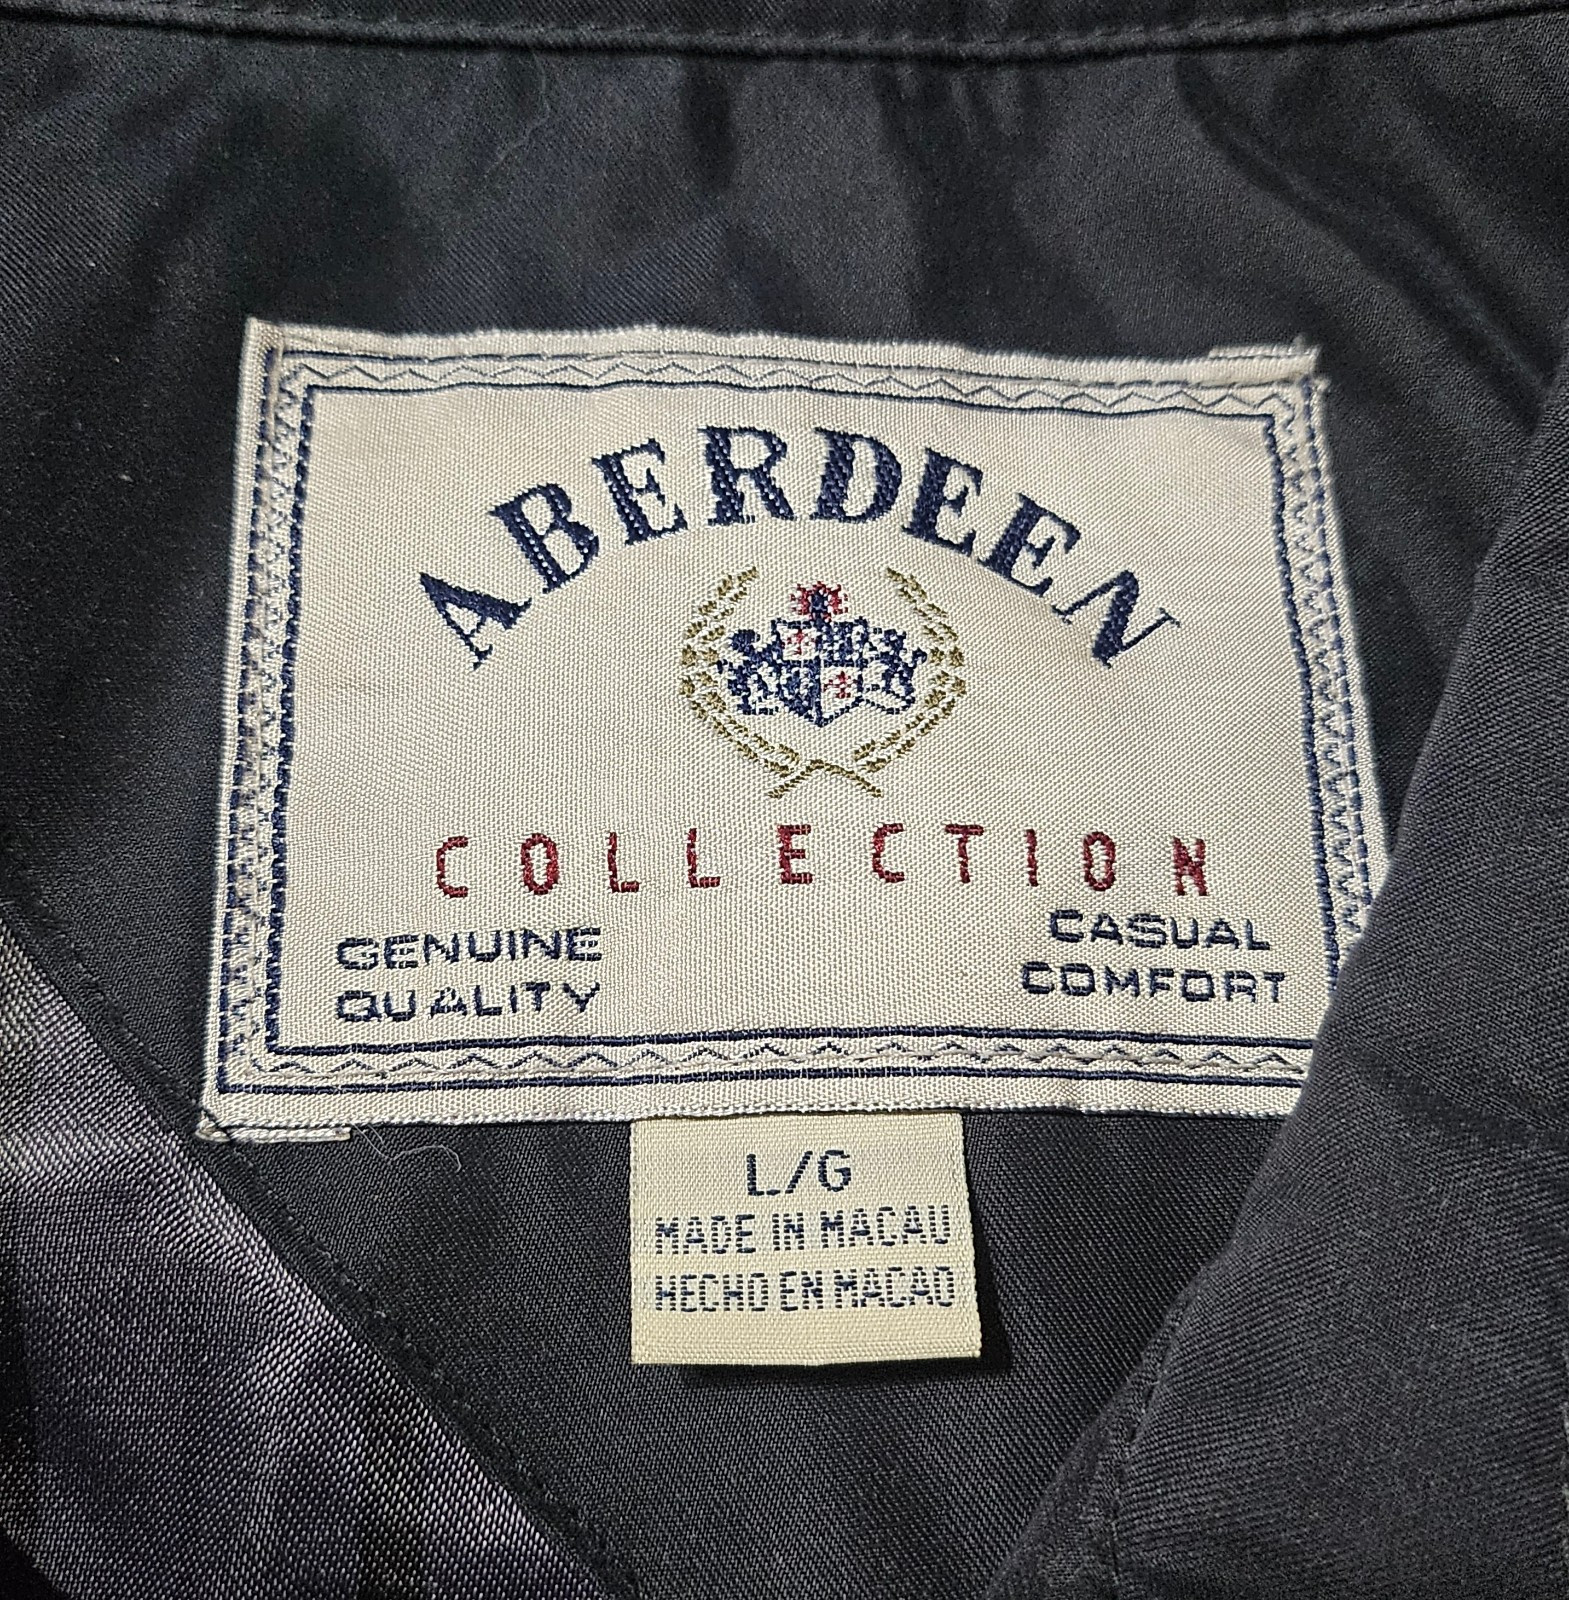 ABERDEEN
COLLECTION
GENUINE
QUALITY
CASUAL
COMFORT
L/G
MADE IN MACAU
HECHO EN MACAO